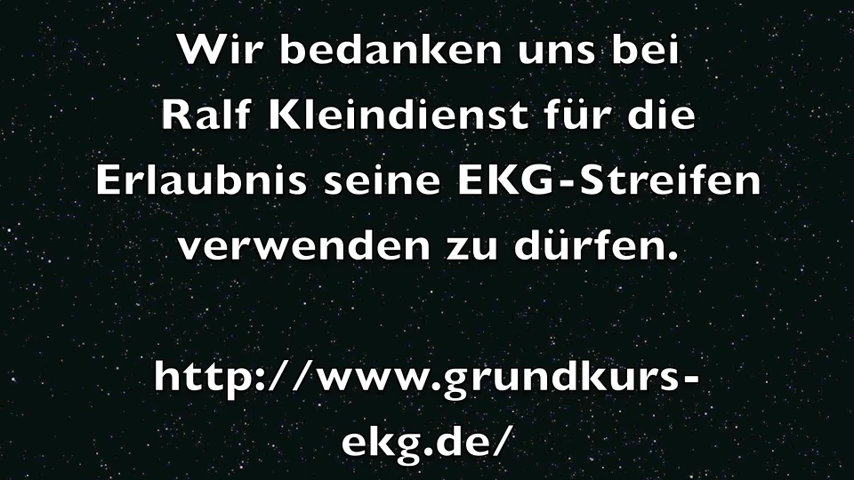 Wir bedanken uns bei
Ralf Kleindienst für die
Erlaubnis seine EKG-Streifen
verwenden zu dürfen.
http://www.grundkurs-
ekg.de/